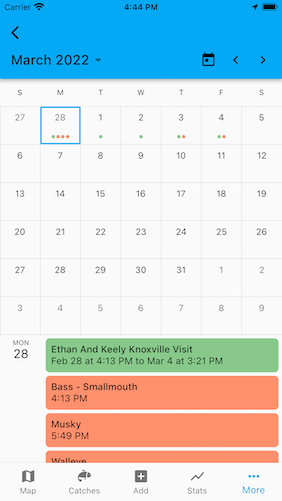 Carrier 4:44 PM
March 2022
S M T W T F S
27 28 1 2 3 4 5
6 7 8 9 10 11 12
13 14 15 16 17 18 19
20 21 22 23 24 25 26
27 28 29 30 31 1 2
3 4 5 6 7 8 9
MON
28
Ethan And Keely Knoxville Visit
Feb 28 at 4:13 PM to Mar 4 at 3:21 PM
Bass - Smallmouth
4:13 PM
Musky
5:49 PM
Walleye
Map Catches Add Stats More